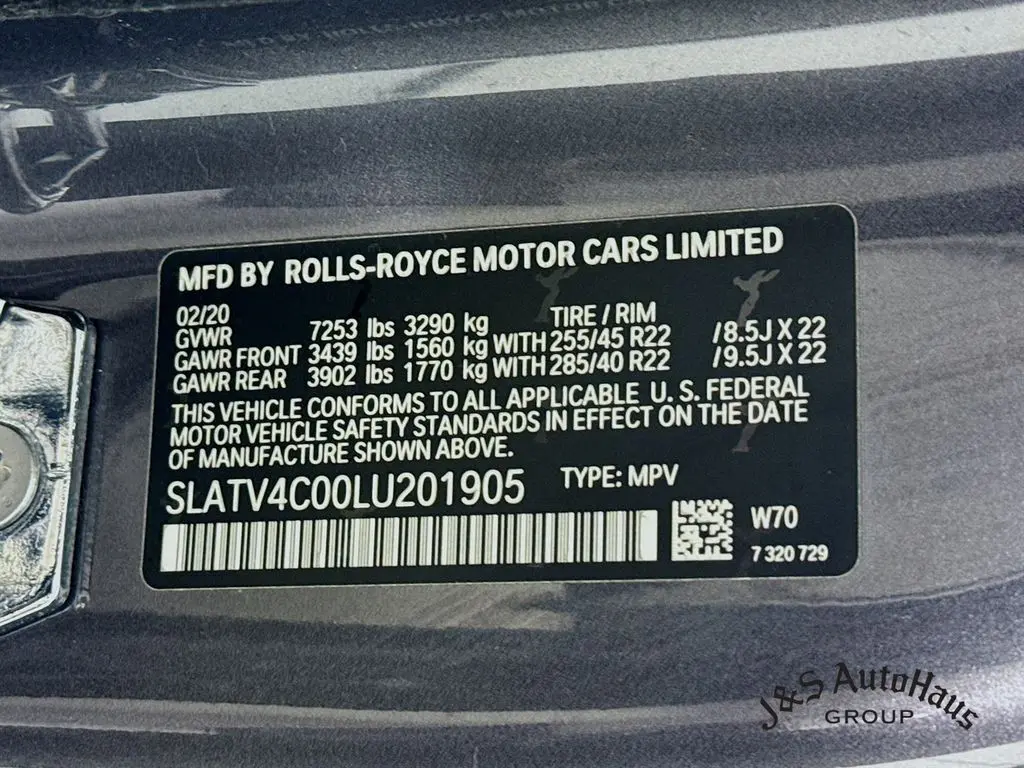 MFD BY ROLLS-ROYCE MOTOR CARS LIMITED
02/20 TIRE / RIM
GVWR 7253 lbs 3290 kg
GAWR FRONT 3439 lbs 1560 kg WITH 255/45 R22 /8.5J X 22
GAWR REAR 3902 lbs 1770 kg WITH 285/40 R22 /9.5J X 22
THIS VEHICLE CONFORMS TO ALL APPLICABLE U. S. FEDERAL
MOTOR VEHICLE SAFETY STANDARDS IN EFFECT ON THE DATE
OF MANUFACTURE SHOWN ABOVE.
SLATV4C00LU201905 TYPE: MPV
W70
7 320 729
J&S AutoHaus
GROUP